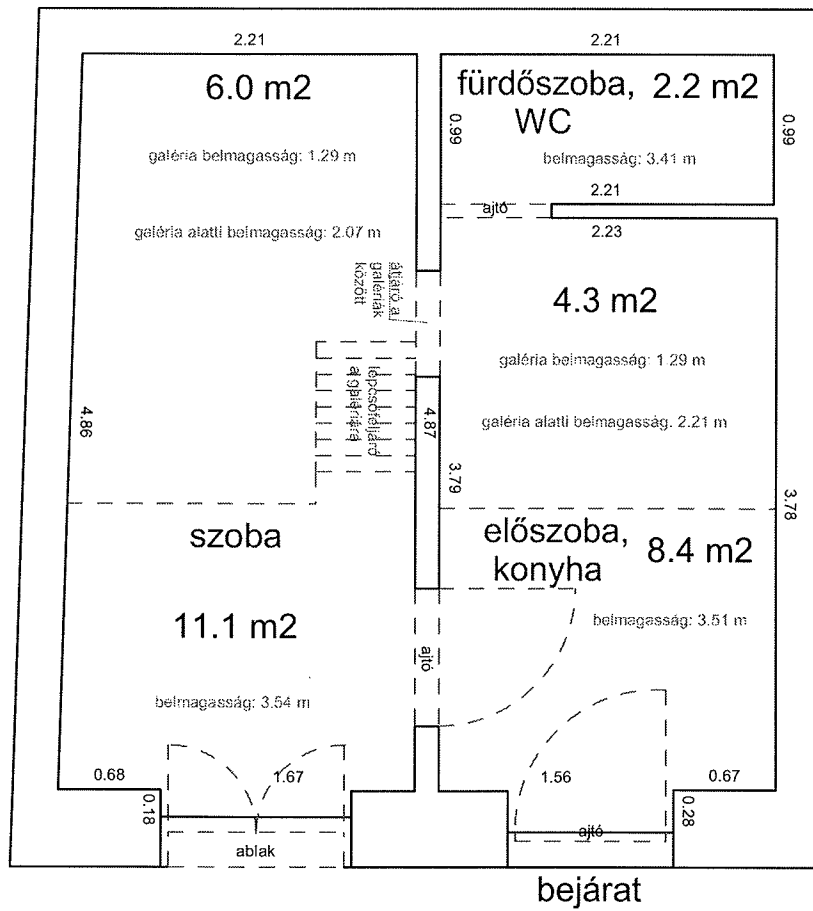 2.21
6.0 m2
galéria belmagasság: 1.29 m
galéria alatti belmagasság: 2.07 m
4.86
átjáró a
galériák
között
lépcsőfeljáró
a galériára
4.87
szoba
11.1 m2
belmagasság: 3.54 m
0.68
1.67
0.18
ablak
2.21
fürdőszoba, 2.2 m2
WC
0.99
0.99
belmagasság: 3.41 m
2.21
ajtó
2.23
4.3 m2
galéria belmagasság: 1.29 m
galéria alatti belmagasság. 2.21 m
3.79
3.78
előszoba,
konyha
8.4 m2
belmagasság: 3.51 m
ajtó
1.56
0.67
0.28
ajtó
bejárat